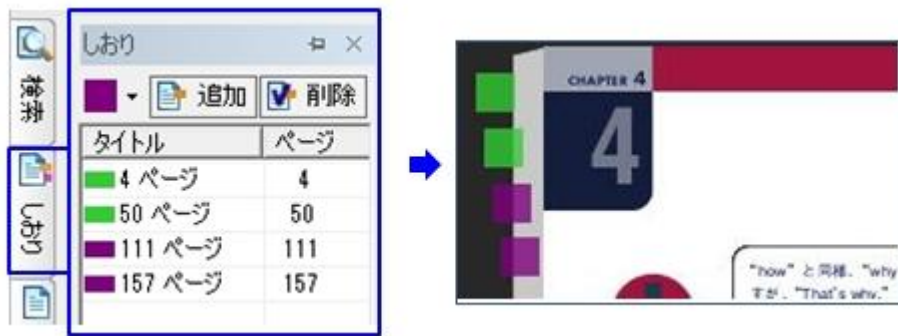 検索
しおり
しおり
追加 削除
タイトル ページ
4 ページ 4
50 ページ 50
111 ページ 111
157 ページ 157
CHAPTER 4
4
"how" と同様、"why
すが、"That's why."